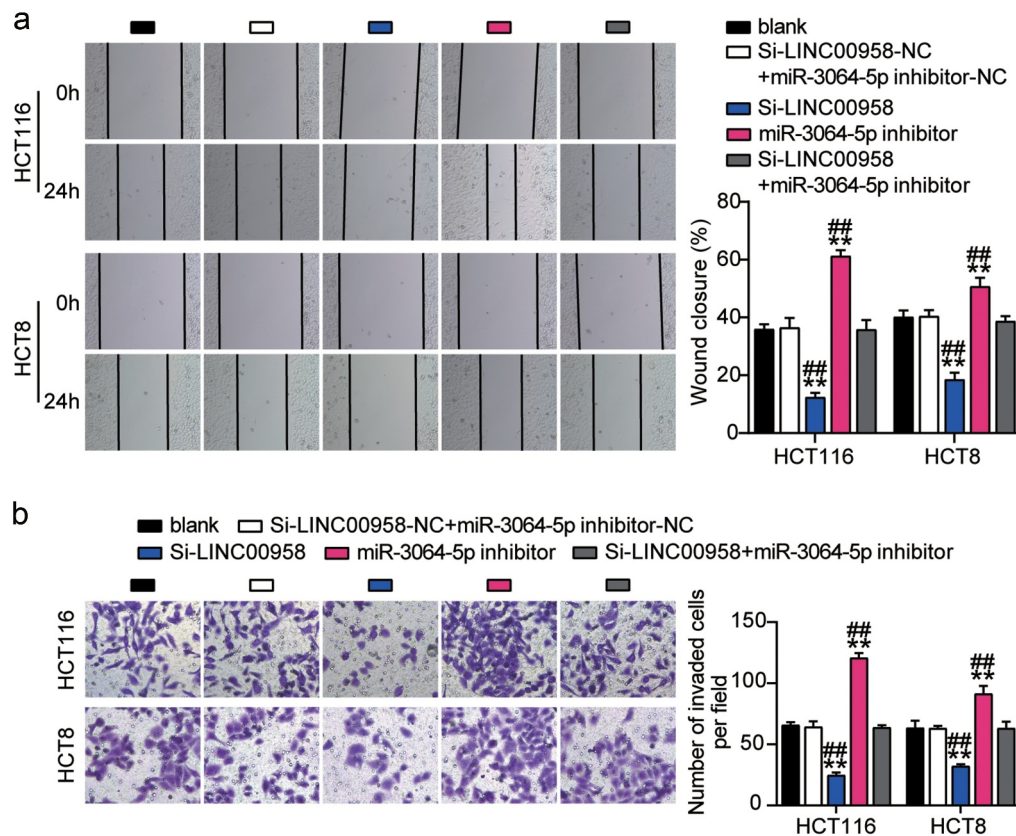 a
blank
Si-LINC00958-NC
+miR-3064-5p inhibitor-NC
Si-LINC00958
miR-3064-5p inhibitor
Si-LINC00958
+miR-3064-5p inhibitor
HCT116
0h
24h
HCT8
0h
24h
Wound closure (%)
80
60
40
20
0
##
**
##
**
##
**
##
**
HCT116
HCT8
b
blank
Si-LINC00958-NC+miR-3064-5p inhibitor-NC
Si-LINC00958
miR-3064-5p inhibitor
Si-LINC00958+miR-3064-5p inhibitor
HCT116
HCT8
Number of invaded cells
per field
150
100
50
0
##
**
##
**
##
**
##
**
HCT116
HCT8